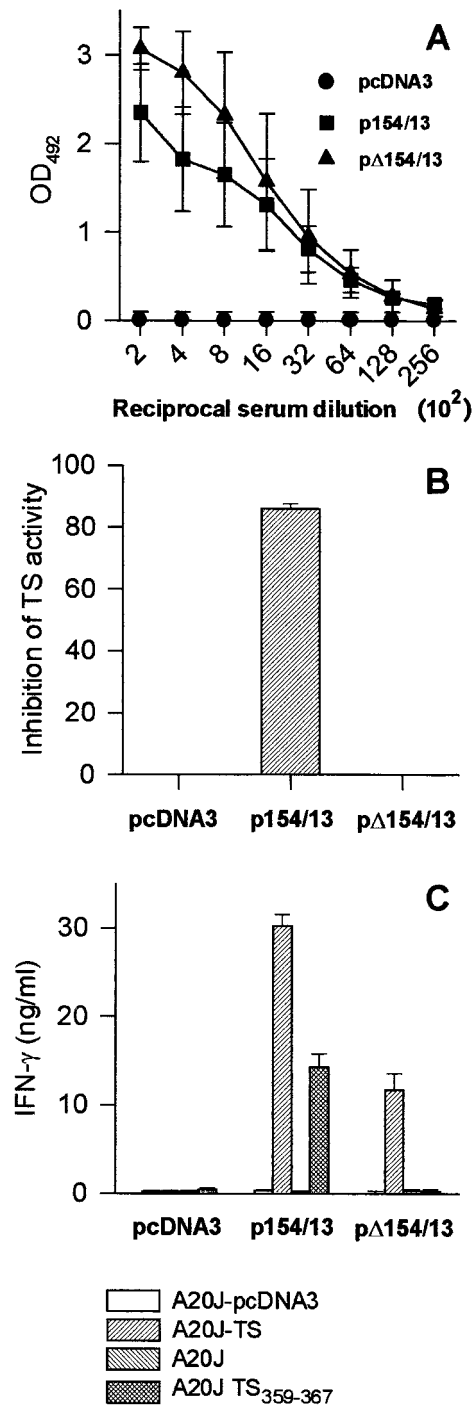 A
pcDNA3
p154/13
pΔ154/13
3
2
1
0
OD492
2 4 8 16 32 64 128 256
Reciprocal serum dilution (10²)
B
100
80
60
40
20
0
Inhibition of TS activity
pcDNA3 p154/13 pΔ154/13
C
30
20
10
0
IFN-γ (ng/ml)
pcDNA3 p154/13 pΔ154/13
A20J-pcDNA3
A20J-TS
A20J
A20J TS359-367